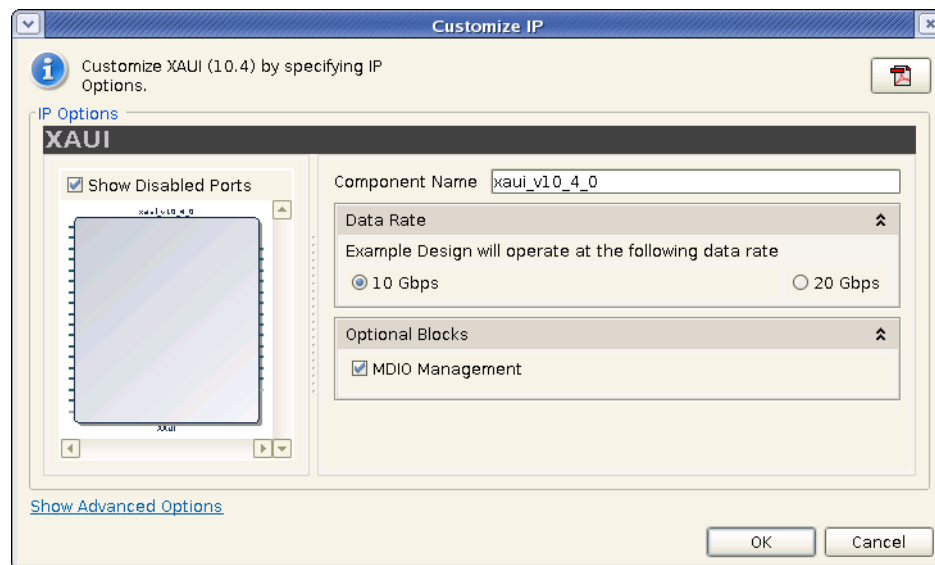 Customize IP
Customize XAUI (10.4) by specifying IP
Options.
IP Options
XAUI
Show Disabled Ports
xaui_v10_4_0
XAUI
Component Name xaui_v10_4_0
Data Rate
Example Design will operate at the following data rate
10 Gbps
20 Gbps
Optional Blocks
MDIO Management
Show Advanced Options
OK
Cancel